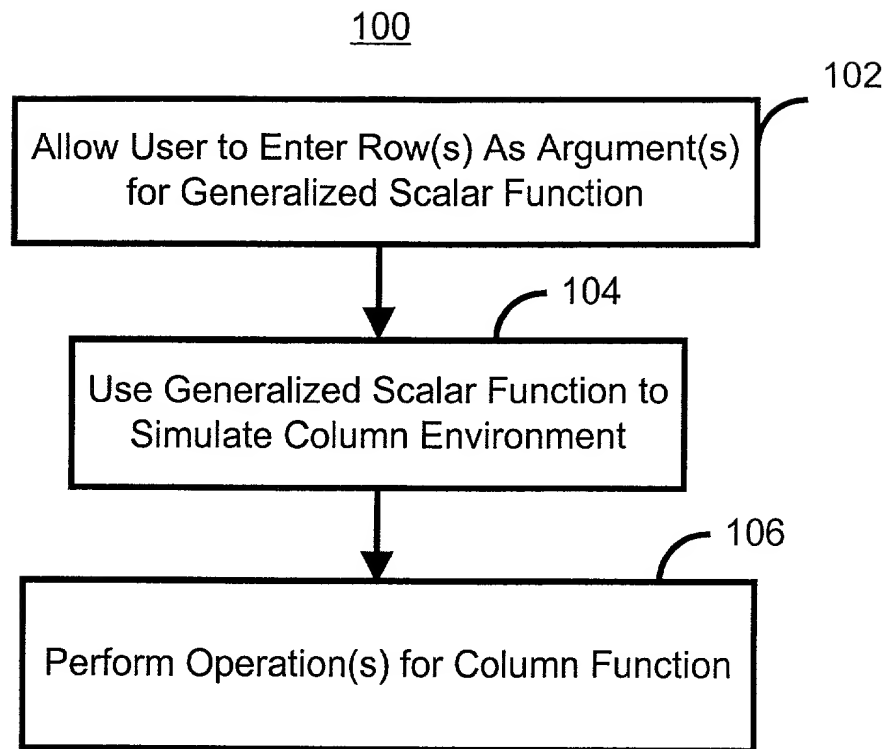 100
102
Allow User to Enter Row(s) As Argument(s)
for Generalized Scalar Function
104
Use Generalized Scalar Function to
Simulate Column Environment
106
Perform Operation(s) for Column Function